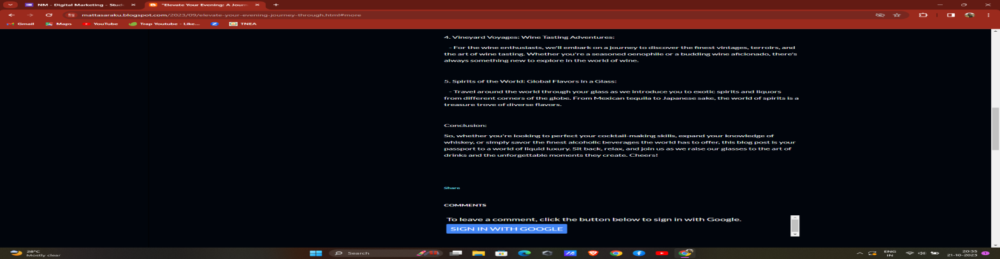 NM - Digital Marketing - Stud
"Elevate Your Evening: A Journ
mattasaraku.blogspot.com/2023/09/elevate-your-evening-journey-through.html#more
Gmail
Maps
YouTube
Trap Youtube - Like...
TNEA
4. Vineyard Voyages: Wine Tasting Adventures:
- For the wine enthusiasts, we'll embark on a journey to discover the finest vintages, terroirs, and
the art of wine tasting. Whether you're a seasoned oenophile or a budding wine aficionado, there's
always something new to explore in the world of wine.
5. Spirits of the World: Global Flavors in a Glass:
- Travel around the world through your glass as we introduce you to exotic spirits and liquors
from different corners of the globe. From Mexican tequila to Japanese sake, the world of spirits is a
treasure trove of diverse flavors.
Conclusion:
So, whether you're looking to perfect your cocktail-making skills, expand your knowledge of
whiskey, or simply savor the finest alcoholic beverages the world has to offer, this blog post is your
passport to a world of liquid luxury. Sit back, relax, and join us as we raise our glasses to the art of
drinks and the unforgettable moments they create. Cheers!
Share
COMMENTS
To leave a comment, click the button below to sign in with Google.
SIGN IN WITH GOOGLE
28°C
Mostly clear
Search
ENG
IN
20:35
21-10-2023
1